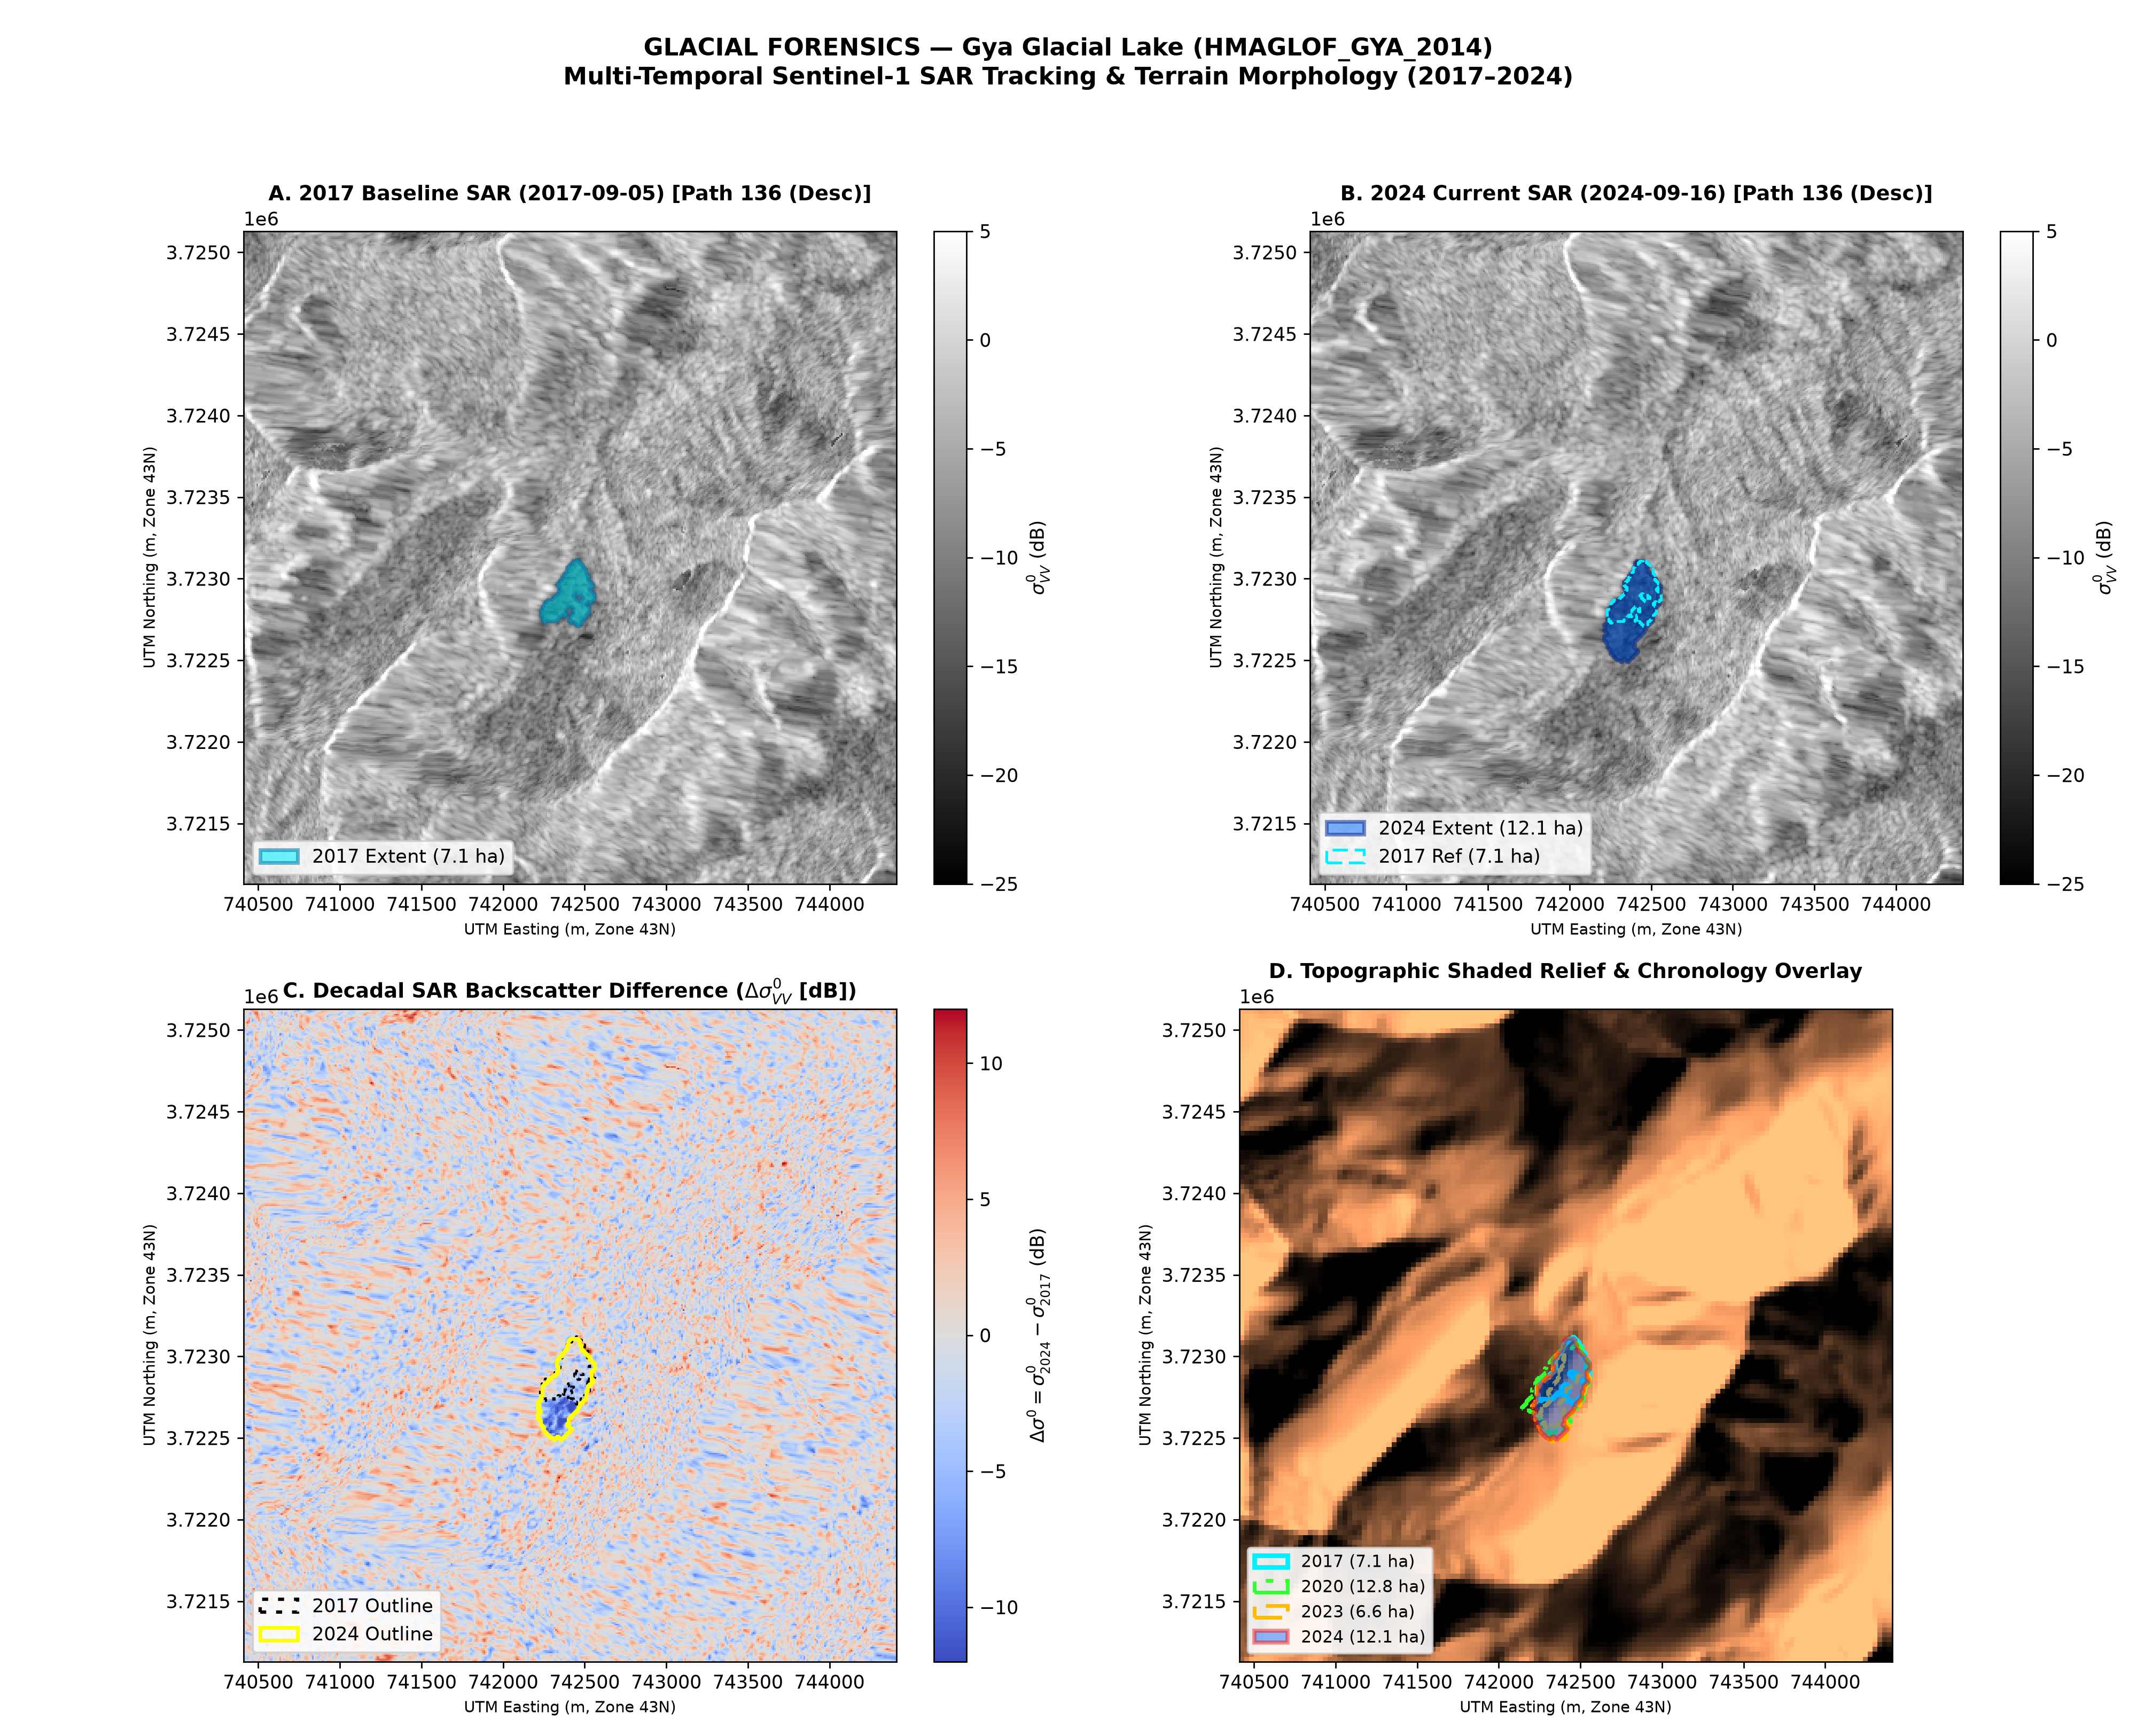 GLACIAL FORENSICS — Gya Glacial Lake (HMAGLOF_GYA_2014)
Multi-Temporal Sentinel-1 SAR Tracking & Terrain Morphology (2017–2024)
A. 2017 Baseline SAR (2017-09-05) [Path 136 (Desc)]
1e6
3.7250
3.7245
3.7240
3.7235
3.7230
3.7225
3.7220
3.7215
UTM Northing (m, Zone 43N)
2017 Extent (7.1 ha)
740500 741000 741500 742000 742500 743000 743500 744000
UTM Easting (m, Zone 43N)
5
0
−5
−10
−15
−20
−25
σ⁰VV (dB)
B. 2024 Current SAR (2024-09-16) [Path 136 (Desc)]
1e6
3.7250
3.7245
3.7240
3.7235
3.7230
3.7225
3.7220
3.7215
UTM Northing (m, Zone 43N)
2024 Extent (12.1 ha)
2017 Ref (7.1 ha)
740500 741000 741500 742000 742500 743000 743500 744000
UTM Easting (m, Zone 43N)
5
0
−5
−10
−15
−20
−25
σ⁰VV (dB)
C. Decadal SAR Backscatter Difference (Δσ⁰VV [dB])
1e6
3.7250
3.7245
3.7240
3.7235
3.7230
3.7225
3.7220
3.7215
UTM Northing (m, Zone 43N)
2017 Outline
2024 Outline
740500 741000 741500 742000 742500 743000 743500 744000
UTM Easting (m, Zone 43N)
10
5
0
−5
−10
Δσ⁰ = σ⁰2024 − σ⁰2017 (dB)
D. Topographic Shaded Relief & Chronology Overlay
1e6
3.7250
3.7245
3.7240
3.7235
3.7230
3.7225
3.7220
3.7215
UTM Northing (m, Zone 43N)
2017 (7.1 ha)
2020 (12.8 ha)
2023 (6.6 ha)
2024 (12.1 ha)
740500 741000 741500 742000 742500 743000 743500 744000
UTM Easting (m, Zone 43N)